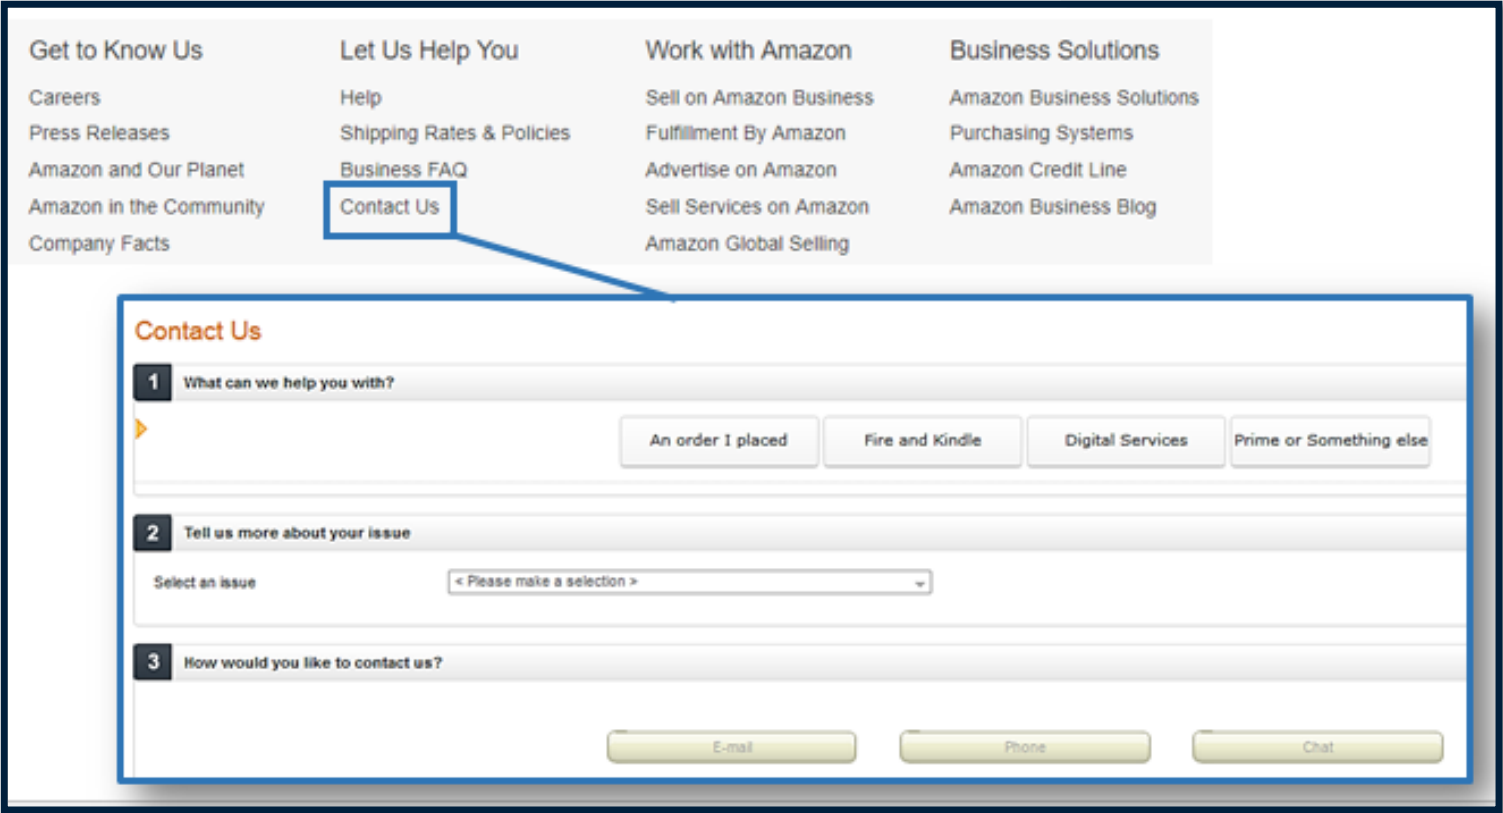 Get to Know Us
Careers
Press Releases
Amazon and Our Planet
Amazon in the Community
Company Facts
Let Us Help You
Help
Shipping Rates & Policies
Business FAQ
Contact Us
Work with Amazon
Sell on Amazon Business
Fulfillment By Amazon
Advertise on Amazon
Sell Services on Amazon
Amazon Global Selling
Business Solutions
Amazon Business Solutions
Purchasing Systems
Amazon Credit Line
Amazon Business Blog
Contact Us
1 What can we help you with?
An order I placed Fire and Kindle Digital Services Prime or Something else
2 Tell us more about your issue
Select an issue < Please make a selection >
3 How would you like to contact us?
E-mail Phone Chat